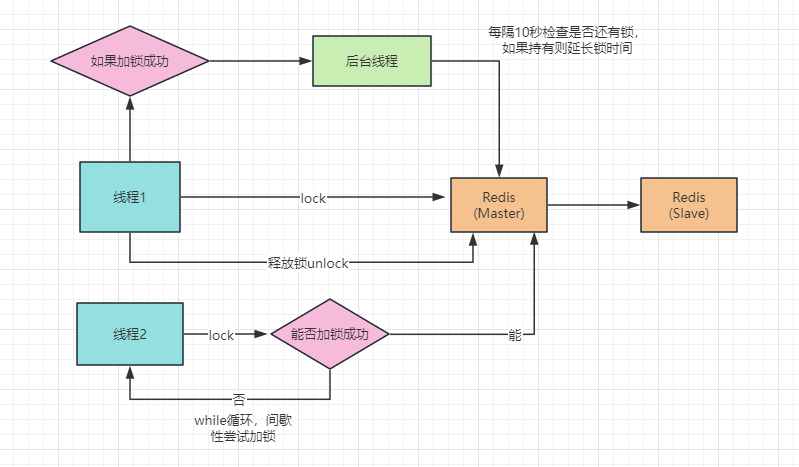 每隔10秒检查是否还有锁，
如果持有则延长锁时间
如果加锁成功
后台线程
线程1
lock
Redis
(Master)
Redis
(Slave)
释放锁unlock
线程2
lock
能否加锁成功
能
否
while循环，间歇
性尝试加锁